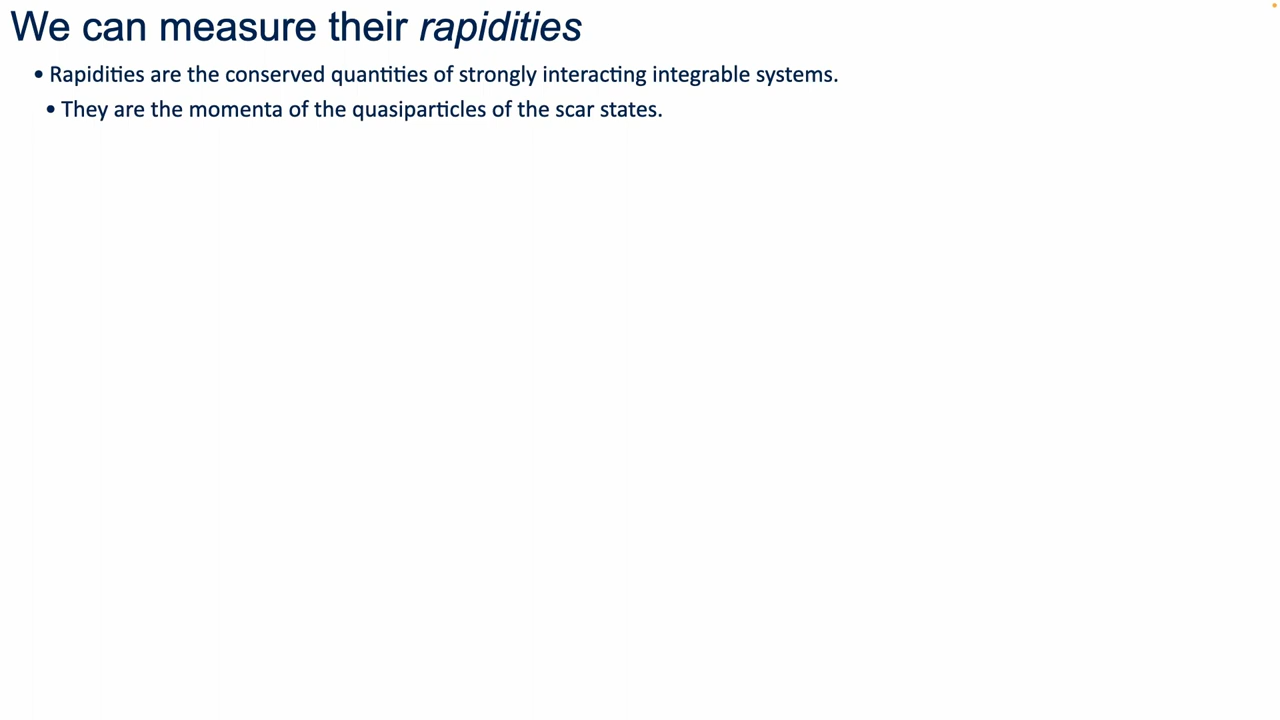 We can measure their rapidities
• Rapidities are the conserved quantities of strongly interacting integrable systems.
• They are the momenta of the quasiparticles of the scar states.